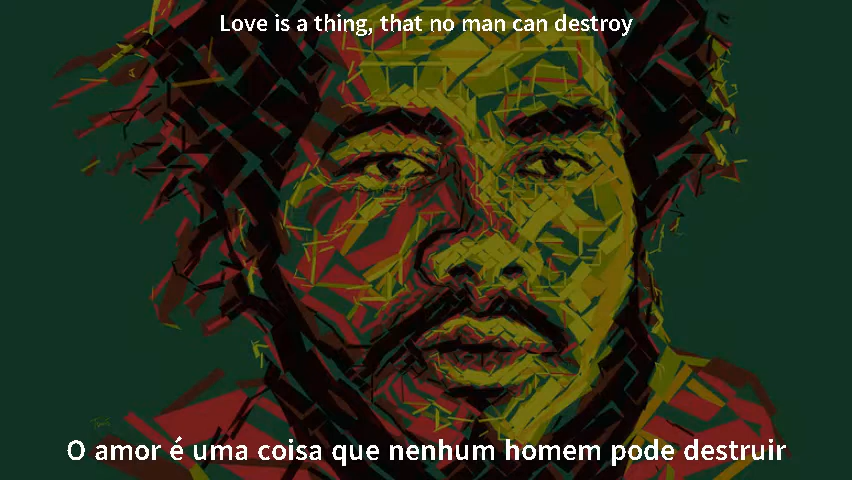 Love is a thing, that no man can destroy
O amor é uma coisa que nenhum homem pode destruir